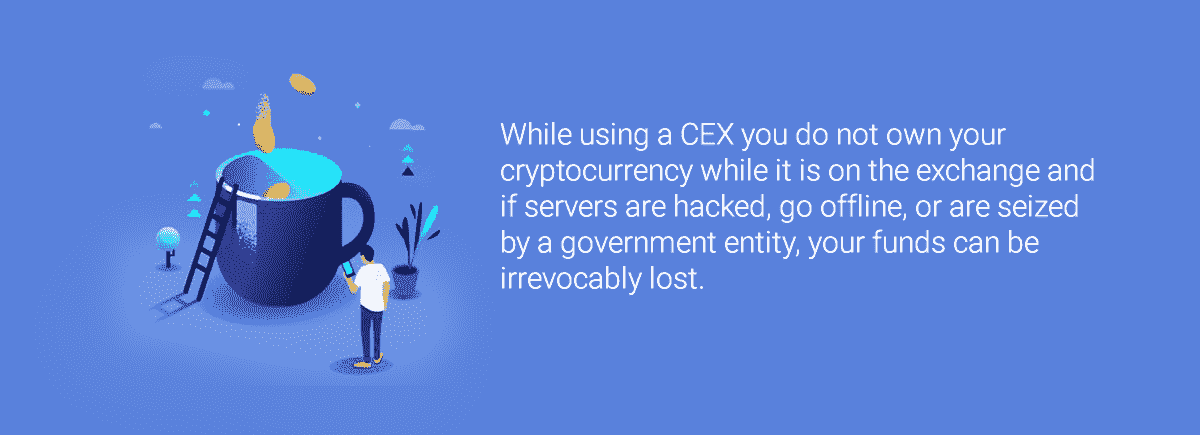 While using a CEX you do not own your
cryptocurrency while it is on the exchange and
if servers are hacked, go offline, or are seized
by a government entity, your funds can be
irrevocably lost.